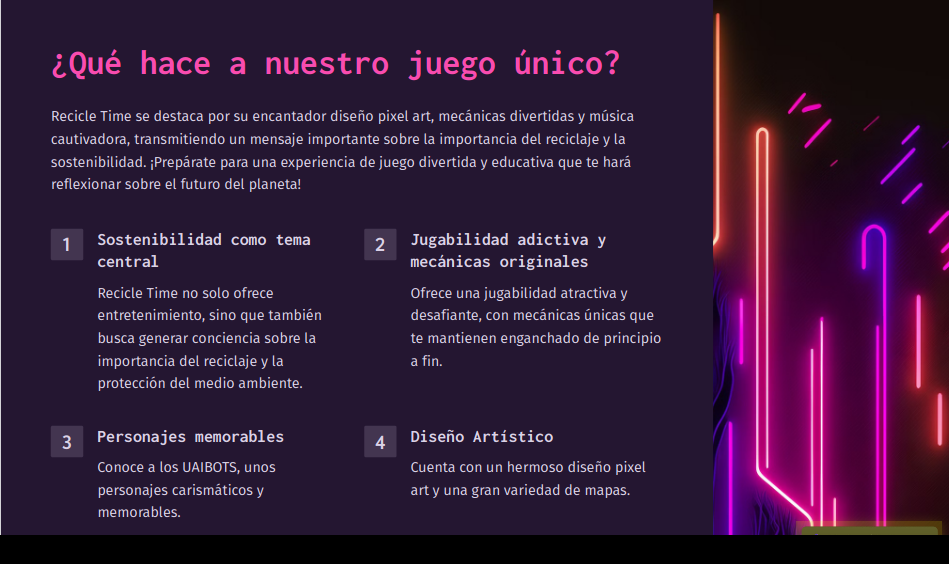 ¿Qué hace a nuestro juego único?
Recicle Time se destaca por su encantador diseño pixel art, mecánicas divertidas y música
cautivadora, transmitiendo un mensaje importante sobre la importancia del reciclaje y la
sostenibilidad. ¡Prepárate para una experiencia de juego divertida y educativa que te hará
reflexionar sobre el futuro del planeta!
1
Sostenibilidad como tema
central
Recicle Time no solo ofrece
entretenimiento, sino que también
busca generar conciencia sobre la
importancia del reciclaje y la
protección del medio ambiente.
2
Jugabilidad adictiva y
mecánicas originales
Ofrece una jugabilidad atractiva y
desafiante, con mecánicas únicas que
te mantienen enganchado de principio
a fin.
3
Personajes memorables
Conoce a los UAIBOTS, unos
personajes carismáticos y
memorables.
4
Diseño Artístico
Cuenta con un hermoso diseño pixel
art y una gran variedad de mapas.